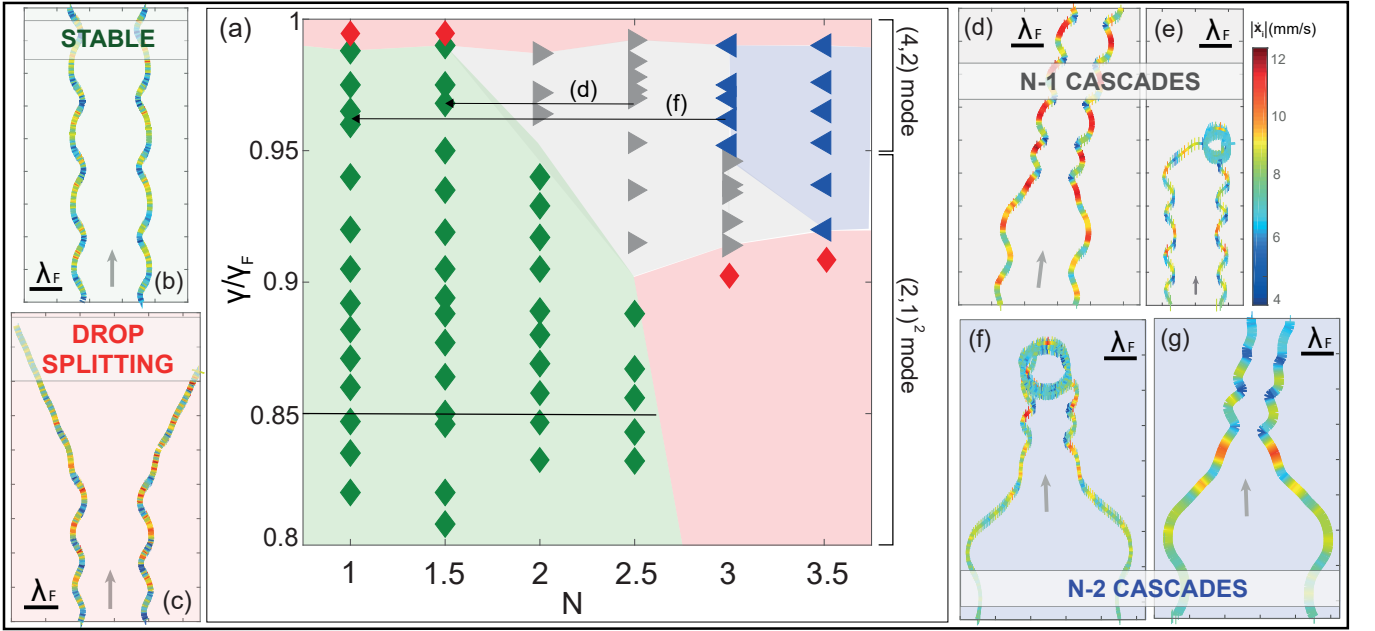 STABLE
λF
(b)
DROP
SPLITTING
λF
(c)
(a)
1
0.95
0.9
0.85
0.8
γ/γF
1
1.5
2
2.5
3
3.5
N
(d)
(f)
(4,2) mode
(2,1)² mode
(d)
λF
(e)
λF
N-1 CASCADES
|ẋᵢ|(mm/s)
12
10
8
6
4
(f)
λF
(g)
λF
N-2 CASCADES